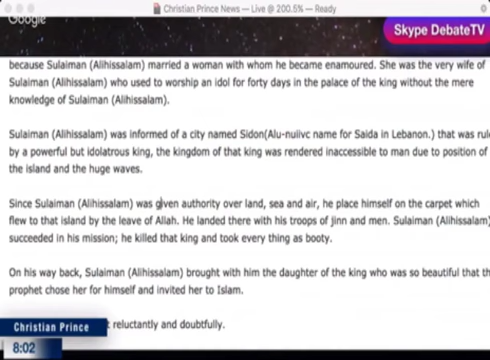 Christian Prince News — Live @ 200.5% — Ready
Google
Skype DebateTV
because Sulaiman (Alihissalam) married a woman with whom he became enamoured. She was the very wife of
Sulaiman (Alihissalam) who used to worship an idol for forty days in the palace of the king without the mere
knowledge of Sulaiman (Alihissalam).
Sulaiman (Alihissalam) was informed of a city named Sidon(Alu-nulivc name for Saida in Lebanon.) that was rul
by a powerful but idolatrous king, the kingdom of that king was rendered inaccessible to man due to position of
the island and the huge waves.
Since Sulaiman (Alihissalam) was given authority over land, sea and air, he place himself on the carpet which
flew to that island by the leave of Allah. He landed there with his troops of jinn and men. Sulaiman (Alihissalam)
succeeded in his mission; he killed that king and took every thing as booty.
On his way back, Sulaiman (Alihissalam) brought with him the daughter of the king who was so beautiful that th
prophet chose her for himself and invited her to Islam.
Christian Prince
t reluctantly and doubtfully.
8:02